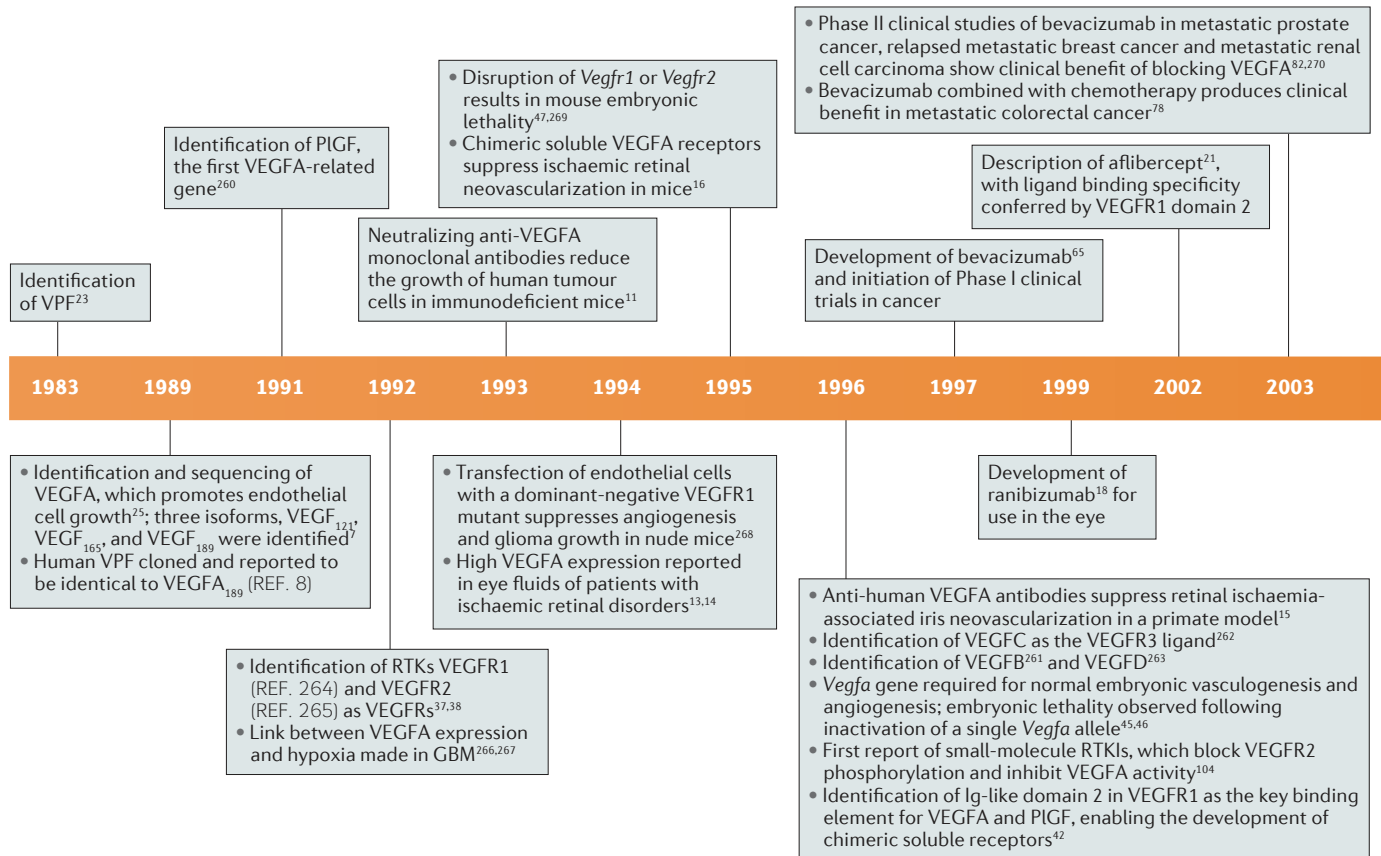 Identification
of VPF23
Identification of PlGF,
the first VEGFA-related
gene260
Neutralizing anti-VEGFA
monoclonal antibodies reduce
the growth of human tumour
cells in immunodeficient mice11
• Disruption of Vegfr1 or Vegfr2
results in mouse embryonic
lethality47,269
• Chimeric soluble VEGFA receptors
suppress ischaemic retinal
neovascularization in mice16
Development of bevacizumab65
and initiation of Phase I clinical
trials in cancer
Description of aflibercept21,
with ligand binding specificity
conferred by VEGFR1 domain 2
• Phase II clinical studies of bevacizumab in metastatic prostate
cancer, relapsed metastatic breast cancer and metastatic renal
cell carcinoma show clinical benefit of blocking VEGFA82,270
• Bevacizumab combined with chemotherapy produces clinical
benefit in metastatic colorectal cancer78
1983 1989 1991 1992 1993 1994 1995 1996 1997 1999 2002 2003
• Identification and sequencing of
VEGFA, which promotes endothelial
cell growth25; three isoforms, VEGF121,
VEGF165, and VEGF189 were identified7
• Human VPF cloned and reported to
be identical to VEGFA189 (REF. 8)
• Identification of RTKs VEGFR1
(REF. 264) and VEGFR2
(REF. 265) as VEGFRs37,38
• Link between VEGFA expression
and hypoxia made in GBM266,267
• Transfection of endothelial cells
with a dominant-negative VEGFR1
mutant suppresses angiogenesis
and glioma growth in nude mice268
• High VEGFA expression reported
in eye fluids of patients with
ischaemic retinal disorders13,14
• Anti-human VEGFA antibodies suppress retinal ischaemia-
associated iris neovascularization in a primate model15
• Identification of VEGFC as the VEGFR3 ligand262
• Identification of VEGFB261 and VEGFD263
• Vegfa gene required for normal embryonic vasculogenesis and
angiogenesis; embryonic lethality observed following
inactivation of a single Vegfa allele45,46
• First report of small-molecule RTKIs, which block VEGFR2
phosphorylation and inhibit VEGFA activity104
• Identification of Ig-like domain 2 in VEGFR1 as the key binding
element for VEGFA and PlGF, enabling the development of
chimeric soluble receptors42
Development of
ranibizumab18 for
use in the eye